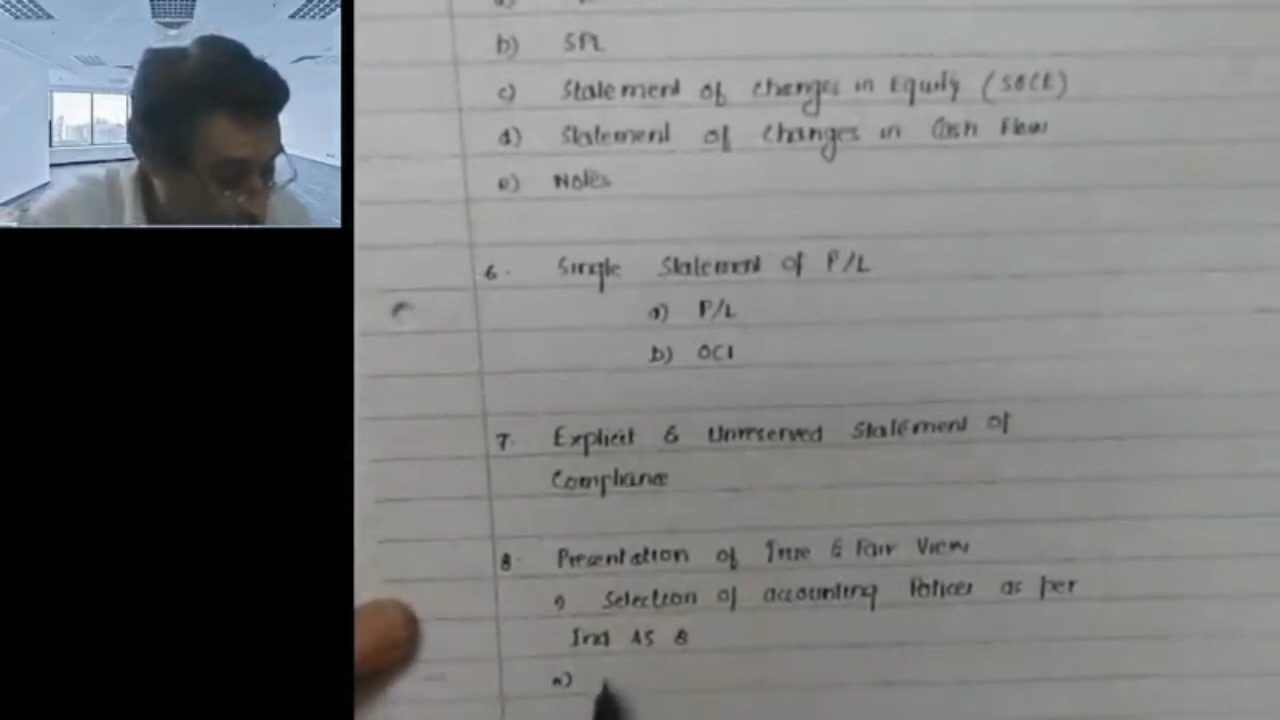 b) SPL
c) Statement of changes in Equity (SOCE)
d) Statement of changes in Cash Flow
e) Notes
6. Single Statement of P/L
a) P/L
b) OCI
7. Explicit & Unreserved Statement of
Compliance
8. Presentation of True & Fair View
i) Selection of accounting Policies as per
Ind AS 8
ii)